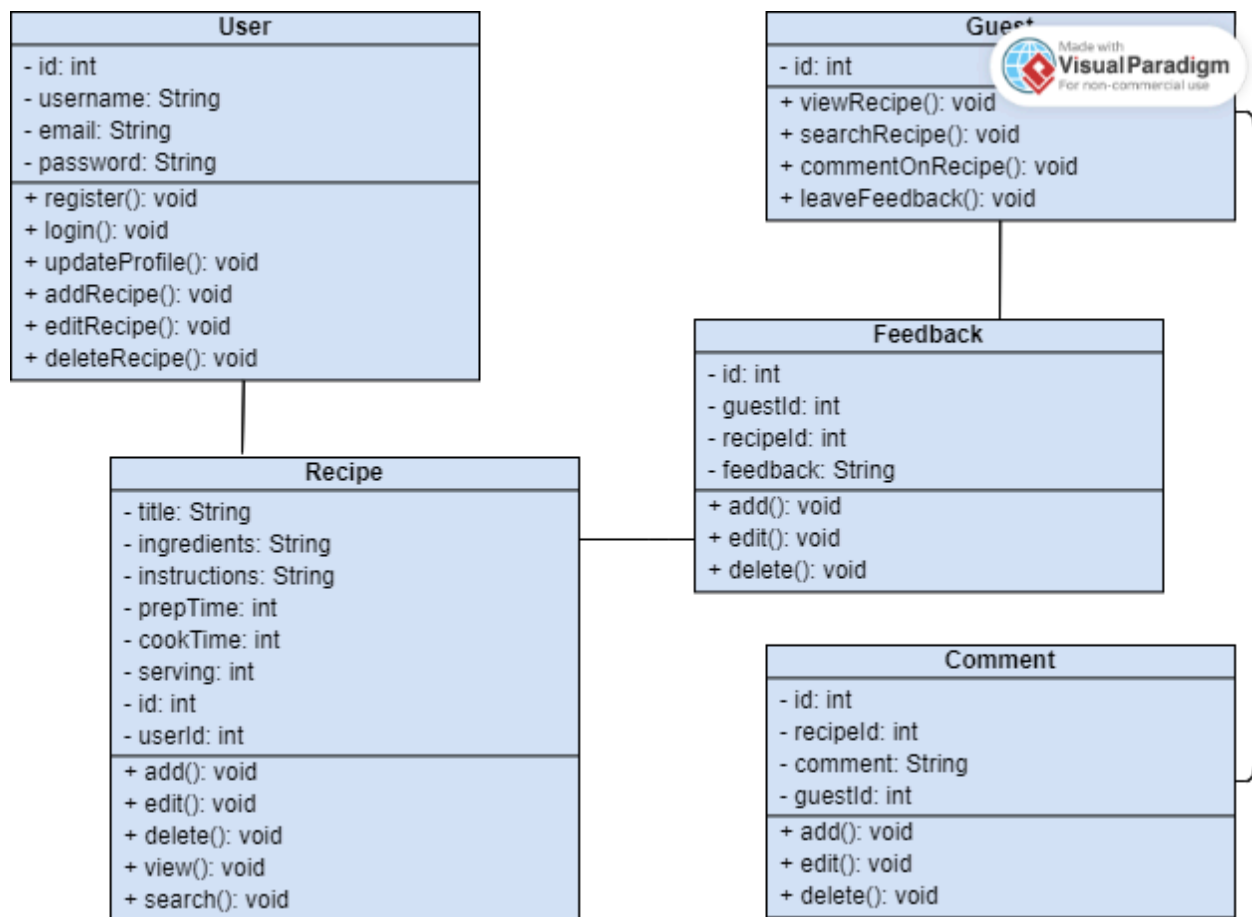 User
- id: int
- username: String
- email: String
- password: String
+ register(): void
+ login(): void
+ updateProfile(): void
+ addRecipe(): void
+ editRecipe(): void
+ deleteRecipe(): void
Guest
- id: int
+ viewRecipe(): void
+ searchRecipe(): void
+ commentOnRecipe(): void
+ leaveFeedback(): void
Made with
Visual Paradigm
For non-commercial use
Feedback
- id: int
- guestId: int
- recipeId: int
- feedback: String
+ add(): void
+ edit(): void
+ delete(): void
Recipe
- title: String
- ingredients: String
- instructions: String
- prepTime: int
- cookTime: int
- serving: int
- id: int
- userId: int
+ add(): void
+ edit(): void
+ delete(): void
+ view(): void
+ search(): void
Comment
- id: int
- recipeId: int
- comment: String
- guestId: int
+ add(): void
+ edit(): void
+ delete(): void